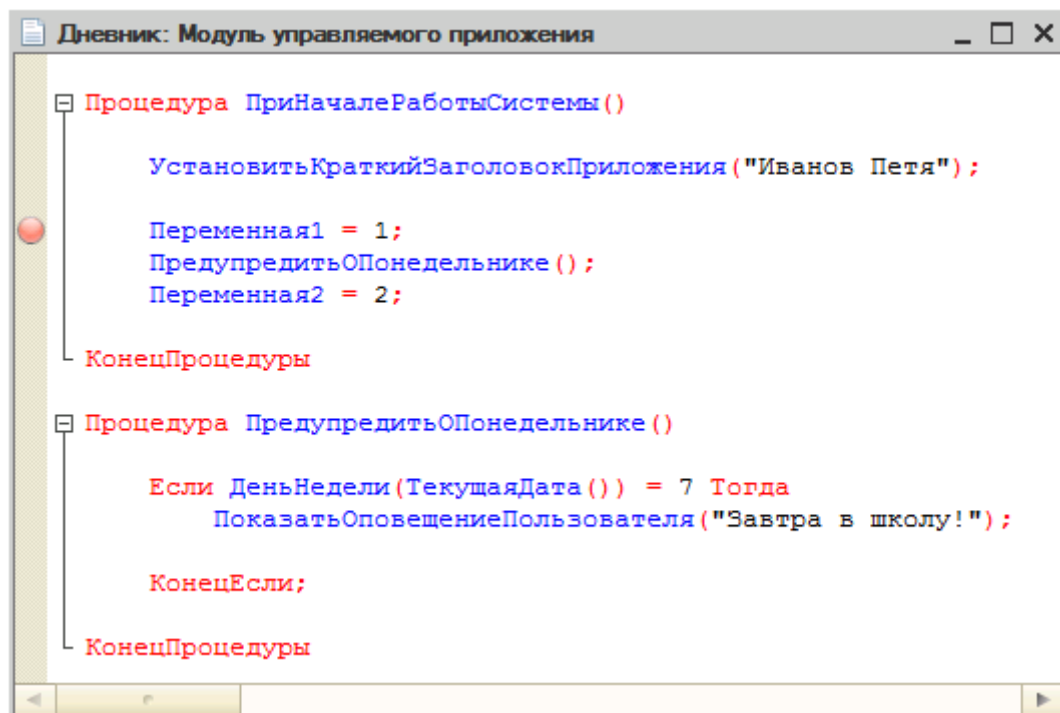 Дневник: Модуль управляемого приложения
Процедура ПриНачалеРаботыСистемы()
УстановитьКраткийЗаголовокПриложения("Иванов Петя");
Переменная1 = 1;
ПредупредитьОПонедельнике();
Переменная2 = 2;
КонецПроцедуры
Процедура ПредупредитьОПонедельнике()
Если ДеньНедели(ТекущаяДата()) = 7 Тогда
ПоказатьОповещениеПользователя("Завтра в школу!");
КонецЕсли;
КонецПроцедуры